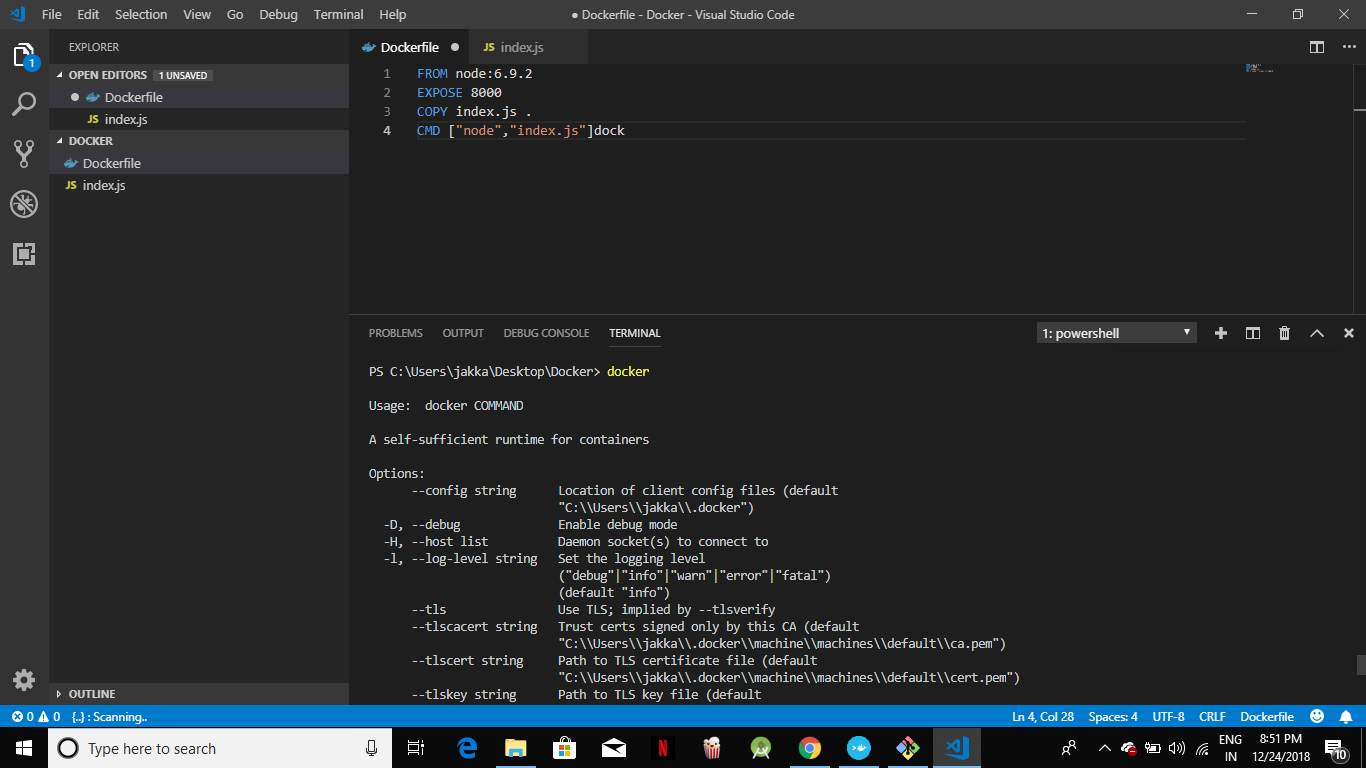 File Edit Selection View Go Debug Terminal Help
● Dockerfile - Docker - Visual Studio Code
EXPLORER
OPEN EDITORS 1 UNSAVED
Dockerfile
JS index.js
DOCKER
Dockerfile
JS index.js
OUTLINE
1
Dockerfile ●
JS index.js
1 FROM node:6.9.2
2 EXPOSE 8000
3 COPY index.js .
4 CMD ["node","index.js"]dock
PROBLEMS OUTPUT DEBUG CONSOLE TERMINAL
1: powershell
PS C:\Users\jakka\Desktop\Docker> docker
Usage:  docker COMMAND
A self-sufficient runtime for containers
Options:
--config string Location of client config files (default
"C:\\Users\\jakka\\.docker")
-D, --debug Enable debug mode
-H, --host list Daemon socket(s) to connect to
-l, --log-level string Set the logging level
("debug"|"info"|"warn"|"error"|"fatal")
(default "info")
--tls Use TLS; implied by --tlsverify
--tlscacert string Trust certs signed only by this CA (default
"C:\\Users\\jakka\\.docker\\machine\\machines\\default\\ca.pem")
--tlscert string Path to TLS certificate file (default
"C:\\Users\\jakka\\.docker\\machine\\machines\\default\\cert.pem")
--tlskey string Path to TLS key file (default
0 0 {..} : Scanning..
Ln 4, Col 28 Spaces: 4 UTF-8 CRLF Dockerfile
Type here to search
ENG
IN
8:51 PM
12/24/2018
10